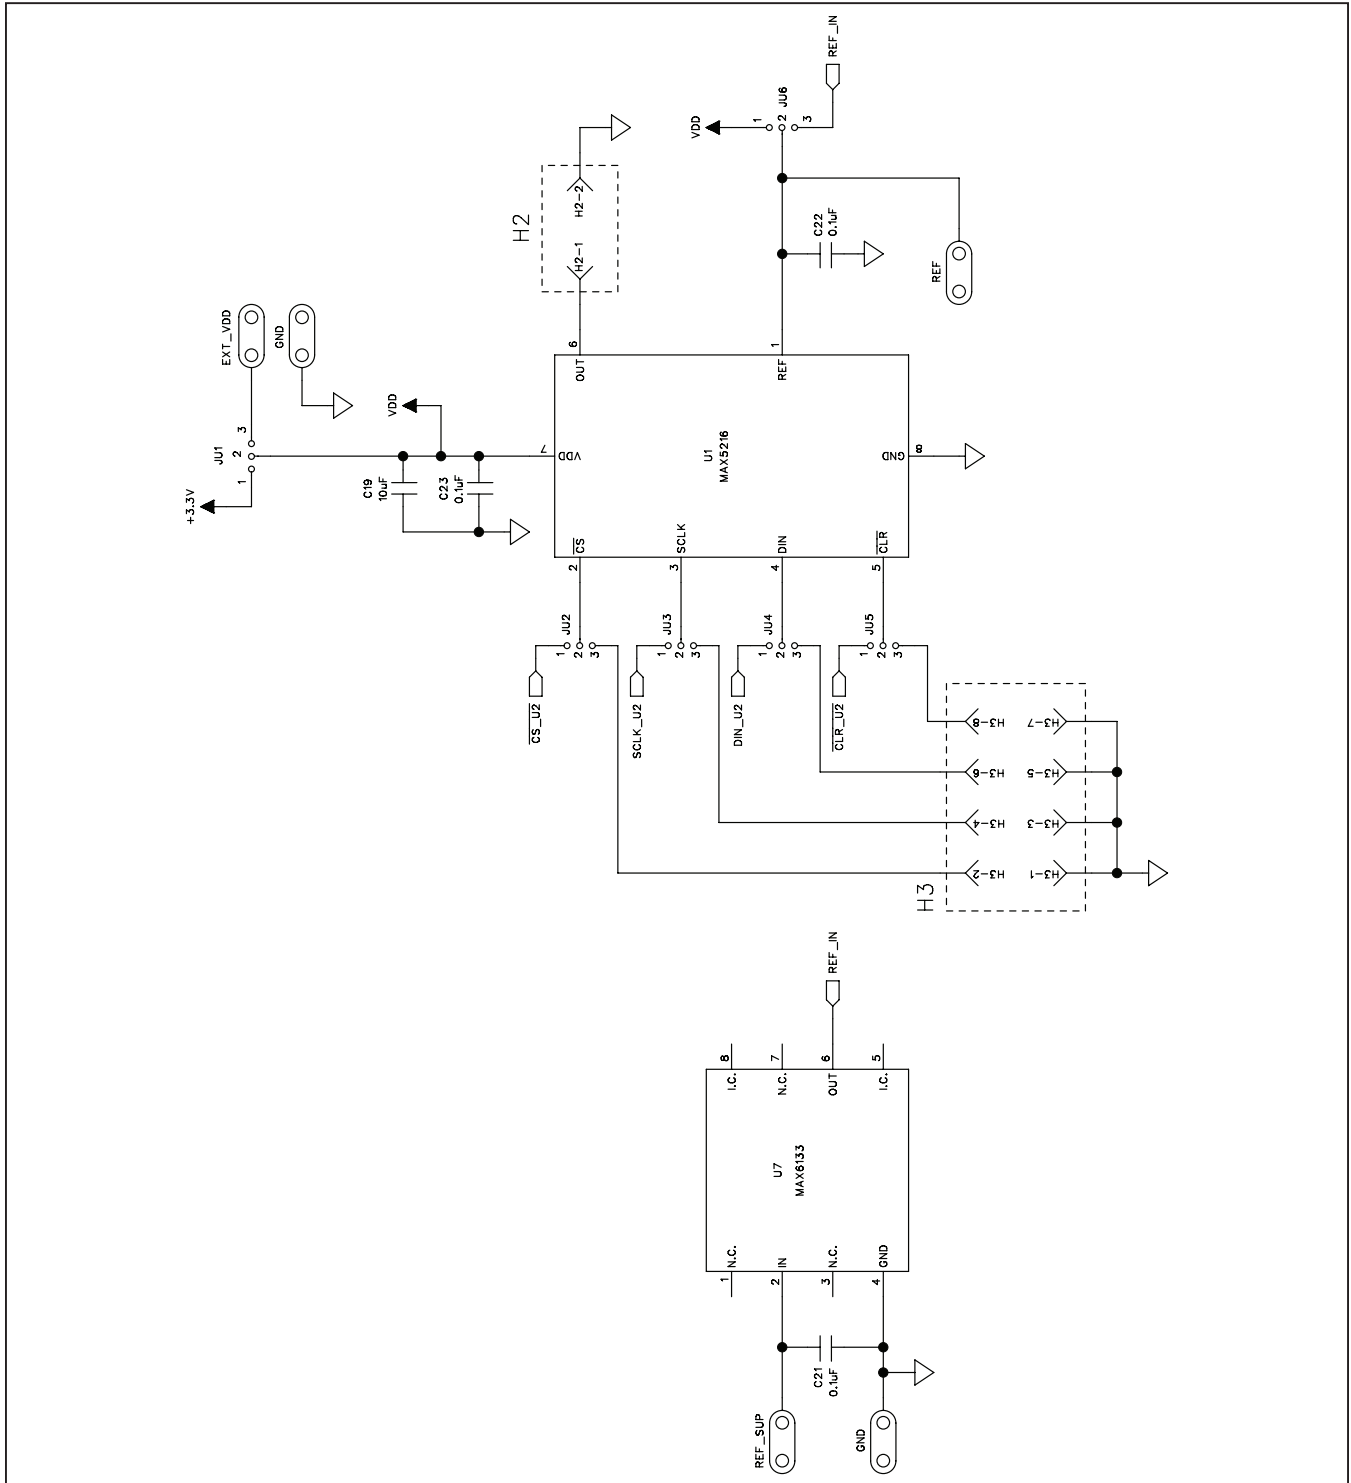 REF_SUP
GND
C21
0.1uF
1
N.C.
2
IN
3
N.C.
4
GND
U7
MAX6133
I.C.
8
N.C.
7
OUT
6
I.C.
5
REF_IN
H3
H3-2
H3-4
H3-6
H3-8
H3-1
H3-3
H3-5
H3-7
CS_U2
SCLK_U2
DIN_U2
CLR_U2
JU2
1
2
3
JU3
1
2
3
JU4
1
2
3
JU5
1
2
3
2
CS
3
SCLK
4
DIN
5
CLR
U1
MAX5216
7
VDD
GND
8
OUT
6
REF
1
+3.3V
JU1
1
2
3
C19
10uF
C23
0.1uF
VDD
EXT_VDD
GND
H2
H2-1
H2-2
C22
0.1uF
REF
VDD
1
2
3
JU6
REF_IN